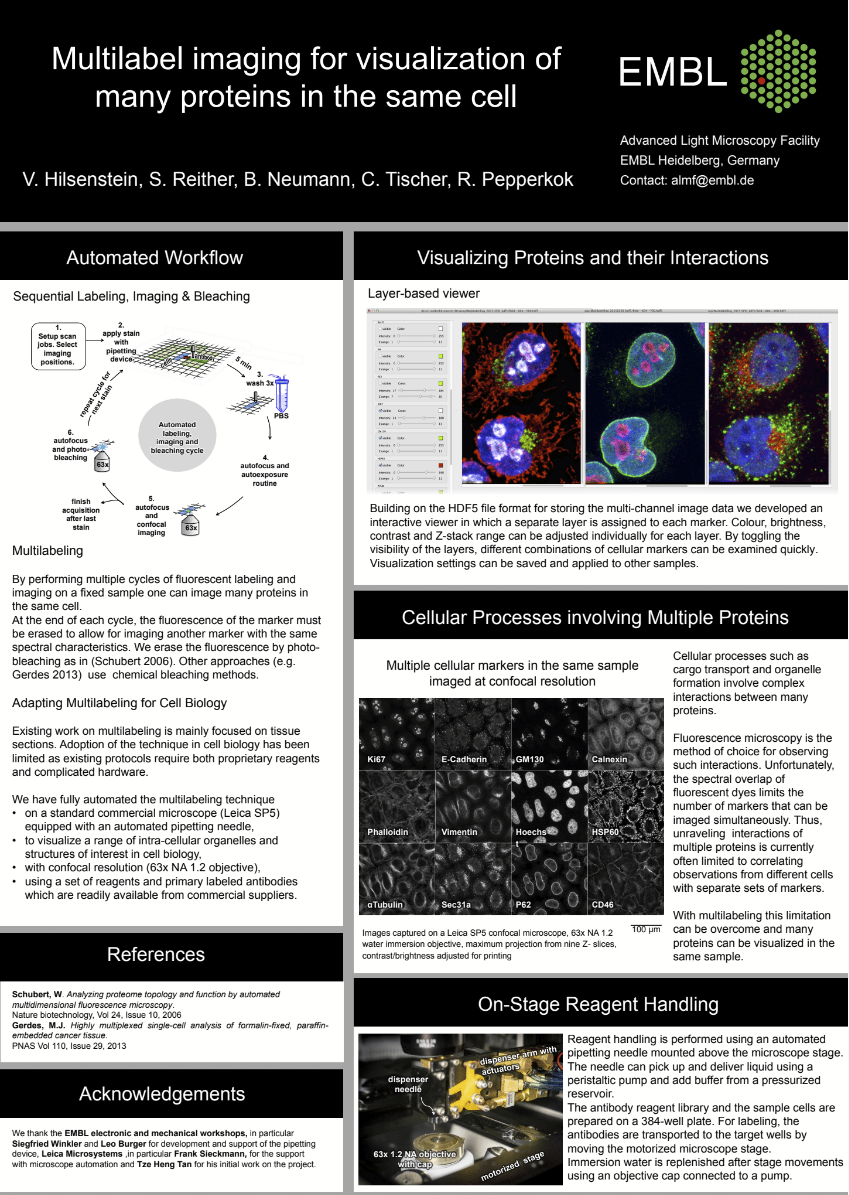 Multilabel imaging for visualization of
many proteins in the same cell
V. Hilsenstein, S. Reither, B. Neumann, C. Tischer, R. Pepperkok
EMBL
Advanced Light Microscopy Facility
EMBL Heidelberg, Germany
Contact: almf@embl.de
Automated Workflow
Sequential Labeling, Imaging & Bleaching
1.
Setup scan
jobs. Select
imaging
positions.
2.
apply stain
with
pipetting
device
5 min
3.
wash 3x
PBS
4.
autofocus and
autoexposure
routine
5.
autofocus
and
confocal
imaging
63x
6.
autofocus
and photo-
bleaching
63x
repeat cycle for
next stain
finish
acquisition
after last
stain
Automated
labeling,
imaging and
bleaching cycle
Multilabeling
By performing multiple cycles of fluorescent labeling and
imaging on a fixed sample one can image many proteins in
the same cell.
At the end of each cycle, the fluorescence of the marker must
be erased to allow for imaging another marker with the same
spectral characteristics. We erase the fluorescence by photo-
bleaching as in (Schubert 2006). Other approaches (e.g.
Gerdes 2013) use chemical bleaching methods.
Adapting Multilabeling for Cell Biology
Existing work on multilabeling is mainly focused on tissue
sections. Adoption of the technique in cell biology has been
limited as existing protocols require both proprietary reagents
and complicated hardware.
We have fully automated the multilabeling technique
• on a standard commercial microscope (Leica SP5)
equipped with an automated pipetting needle,
• to visualize a range of intra-cellular organelles and
structures of interest in cell biology,
• with confocal resolution (63x NA 1.2 objective),
• using a set of reagents and primary labeled antibodies
which are readily available from commercial suppliers.
References
Schubert, W. Analyzing proteome topology and function by automated
multidimensional fluorescence microscopy.
Nature biotechnology, Vol 24, Issue 10, 2006
Gerdes, M.J. Highly multiplexed single-cell analysis of formalin-fixed, paraffin-
embedded cancer tissue.
PNAS Vol 110, Issue 29, 2013
Acknowledgements
We thank the EMBL electronic and mechanical workshops, in particular
Siegfried Winkler and Leo Burger for development and support of the pipetting
device, Leica Microsystems ,in particular Frank Sieckmann, for the support
with microscope automation and Tze Heng Tan for his initial work on the project.
Visualizing Proteins and their Interactions
Layer-based viewer
Building on the HDF5 file format for storing the multi-channel image data we developed an
interactive viewer in which a separate layer is assigned to each marker. Colour, brightness,
contrast and Z-stack range can be adjusted individually for each layer. By toggling the
visibility of the layers, different combinations of cellular markers can be examined quickly.
Visualization settings can be saved and applied to other samples.
Cellular Processes involving Multiple Proteins
Multiple cellular markers in the same sample
imaged at confocal resolution
Ki67
E-Cadherin
GM130
Calnexin
Phalloidin
Vimentin
Hoechst
HSP60
αTubulin
Sec31a
P62
CD46
100 µm
Images captured on a Leica SP5 confocal microscope, 63x NA 1.2
water immersion objective, maximum projection from nine Z- slices,
contrast/brightness adjusted for printing
Cellular processes such as
cargo transport and organelle
formation involve complex
interactions between many
proteins.
Fluorescence microscopy is the
method of choice for observing
such interactions. Unfortunately,
the spectral overlap of
fluorescent dyes limits the
number of markers that can be
imaged simultaneously. Thus,
unraveling interactions of
multiple proteins is currently
often limited to correlating
observations from different cells
with separate sets of markers.
With multilabeling this limitation
can be overcome and many
proteins can be visualized in the
same sample.
On-Stage Reagent Handling
dispenser arm with
actuators
dispenser
needle
63x 1.2 NA objective
with cap
motorized stage
Reagent handling is performed using an automated
pipetting needle mounted above the microscope stage.
The needle can pick up and deliver liquid using a
peristaltic pump and add buffer from a pressurized
reservoir.
The antibody reagent library and the sample cells are
prepared on a 384-well plate. For labeling, the
antibodies are transported to the target wells by
moving the motorized microscope stage.
Immersion water is replenished after stage movements
using an objective cap connected to a pump.